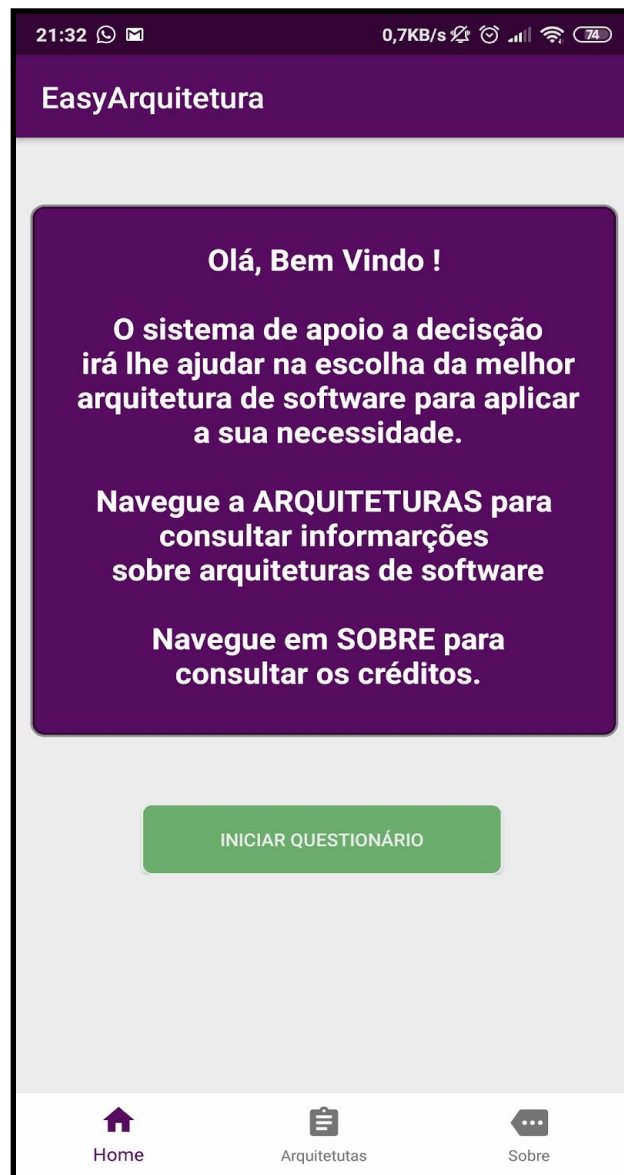 21:32 0,7KB/s 74
EasyArquitetura
Olá, Bem Vindo !
O sistema de apoio a decisção
irá lhe ajudar na escolha da melhor
arquitetura de software para aplicar
a sua necessidade.
Navegue a ARQUITETURAS para
consultar informarções
sobre arquiteturas de software
Navegue em SOBRE para
consultar os créditos.
INICIAR QUESTIONÁRIO
Home Arquitetutas Sobre